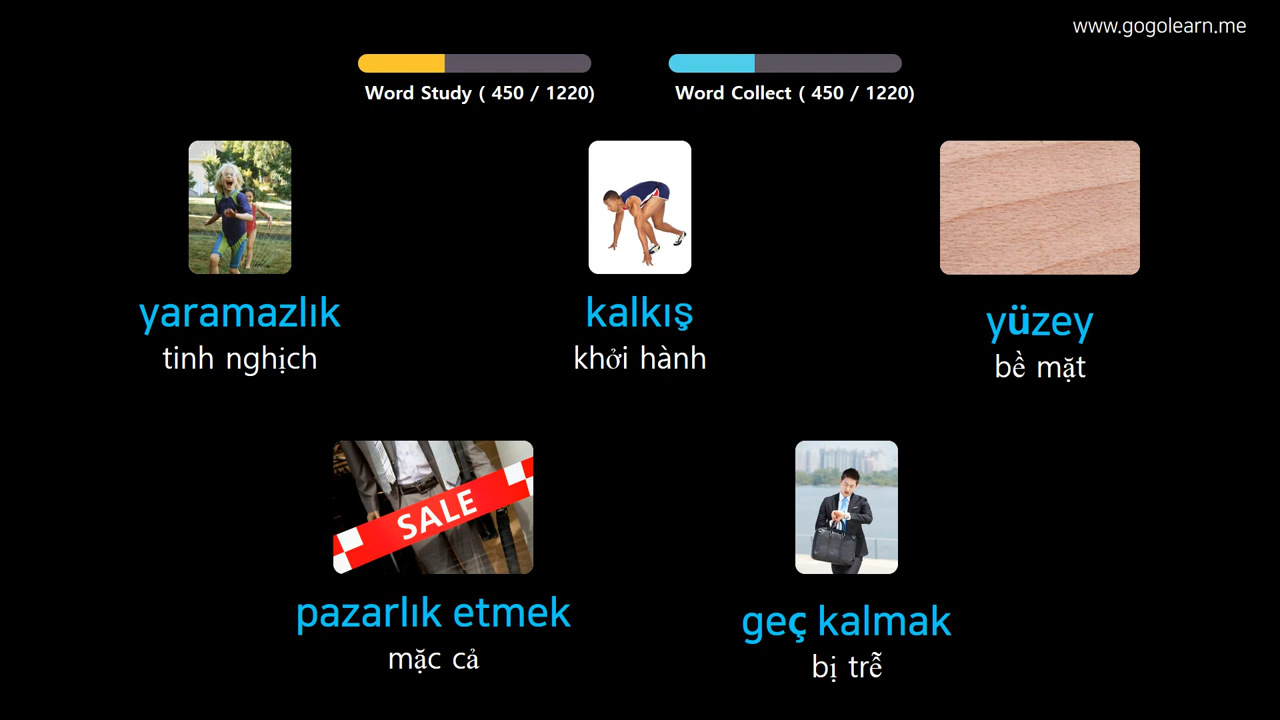 www.gogolearn.me
Word Study ( 450 / 1220)
Word Collect ( 450 / 1220)
yaramazlık
tinh nghịch
kalkış
khởi hành
yüzey
bề mặt
SALE
pazarlık etmek
mặc cả
geç kalmak
bị trễ